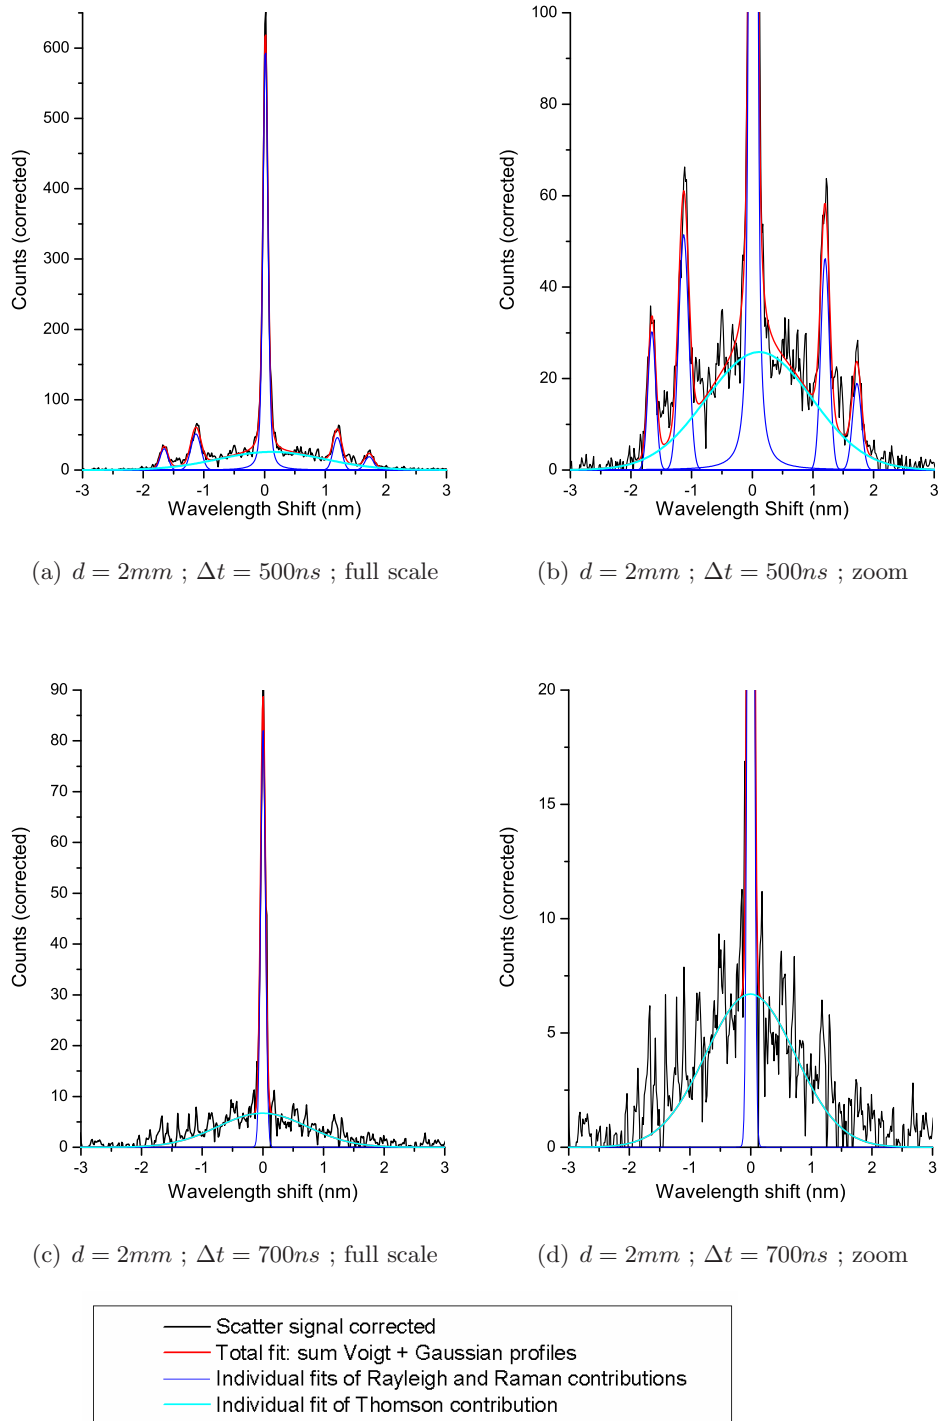 600
500
400
300
200
100
0
Counts (corrected)
-3 -2 -1 0 1 2 3
Wavelength Shift (nm)
100
80
60
40
20
0
Counts (corrected)
-3 -2 -1 0 1 2 3
Wavelength Shift (nm)
(a) d = 2mm ; Δt = 500ns ; full scale
(b) d = 2mm ; Δt = 500ns ; zoom
90
80
70
60
50
40
30
20
10
0
Counts (corrected)
-3 -2 -1 0 1 2 3
Wavelength shift (nm)
20
15
10
5
0
Counts (corrected)
-3 -2 -1 0 1 2 3
Wavelength shift (nm)
(c) d = 2mm ; Δt = 700ns ; full scale
(d) d = 2mm ; Δt = 700ns ; zoom
Scatter signal corrected
Total fit: sum Voigt + Gaussian profiles
Individual fits of Rayleigh and Raman contributions
Individual fit of Thomson contribution